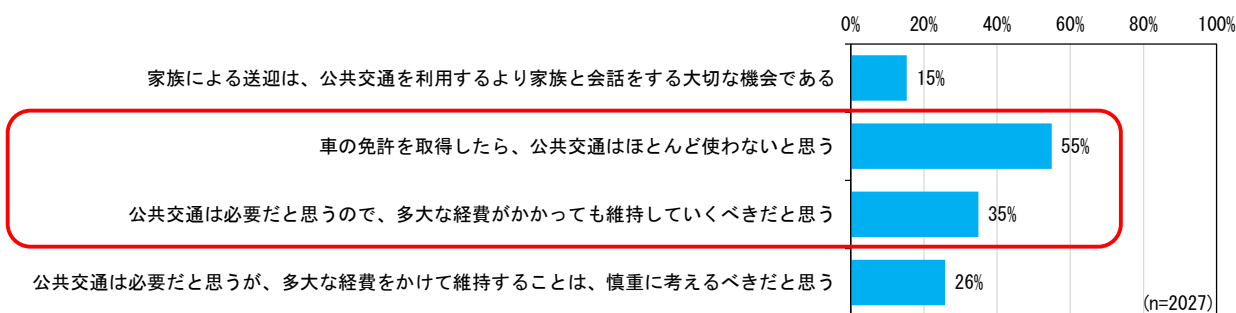 0% 20% 40% 60% 80% 100%
家族による送迎は、公共交通を利用するより家族と会話をする大切な機会である 15%
車の免許を取得したら、公共交通はほとんど使わないと思う 55%
公共交通は必要だと思うので、多大な経費がかかっても維持していくべきだと思う 35%
公共交通は必要だと思うが、多大な経費をかけて維持することは、慎重に考えるべきだと思う 26%
(n=2027)